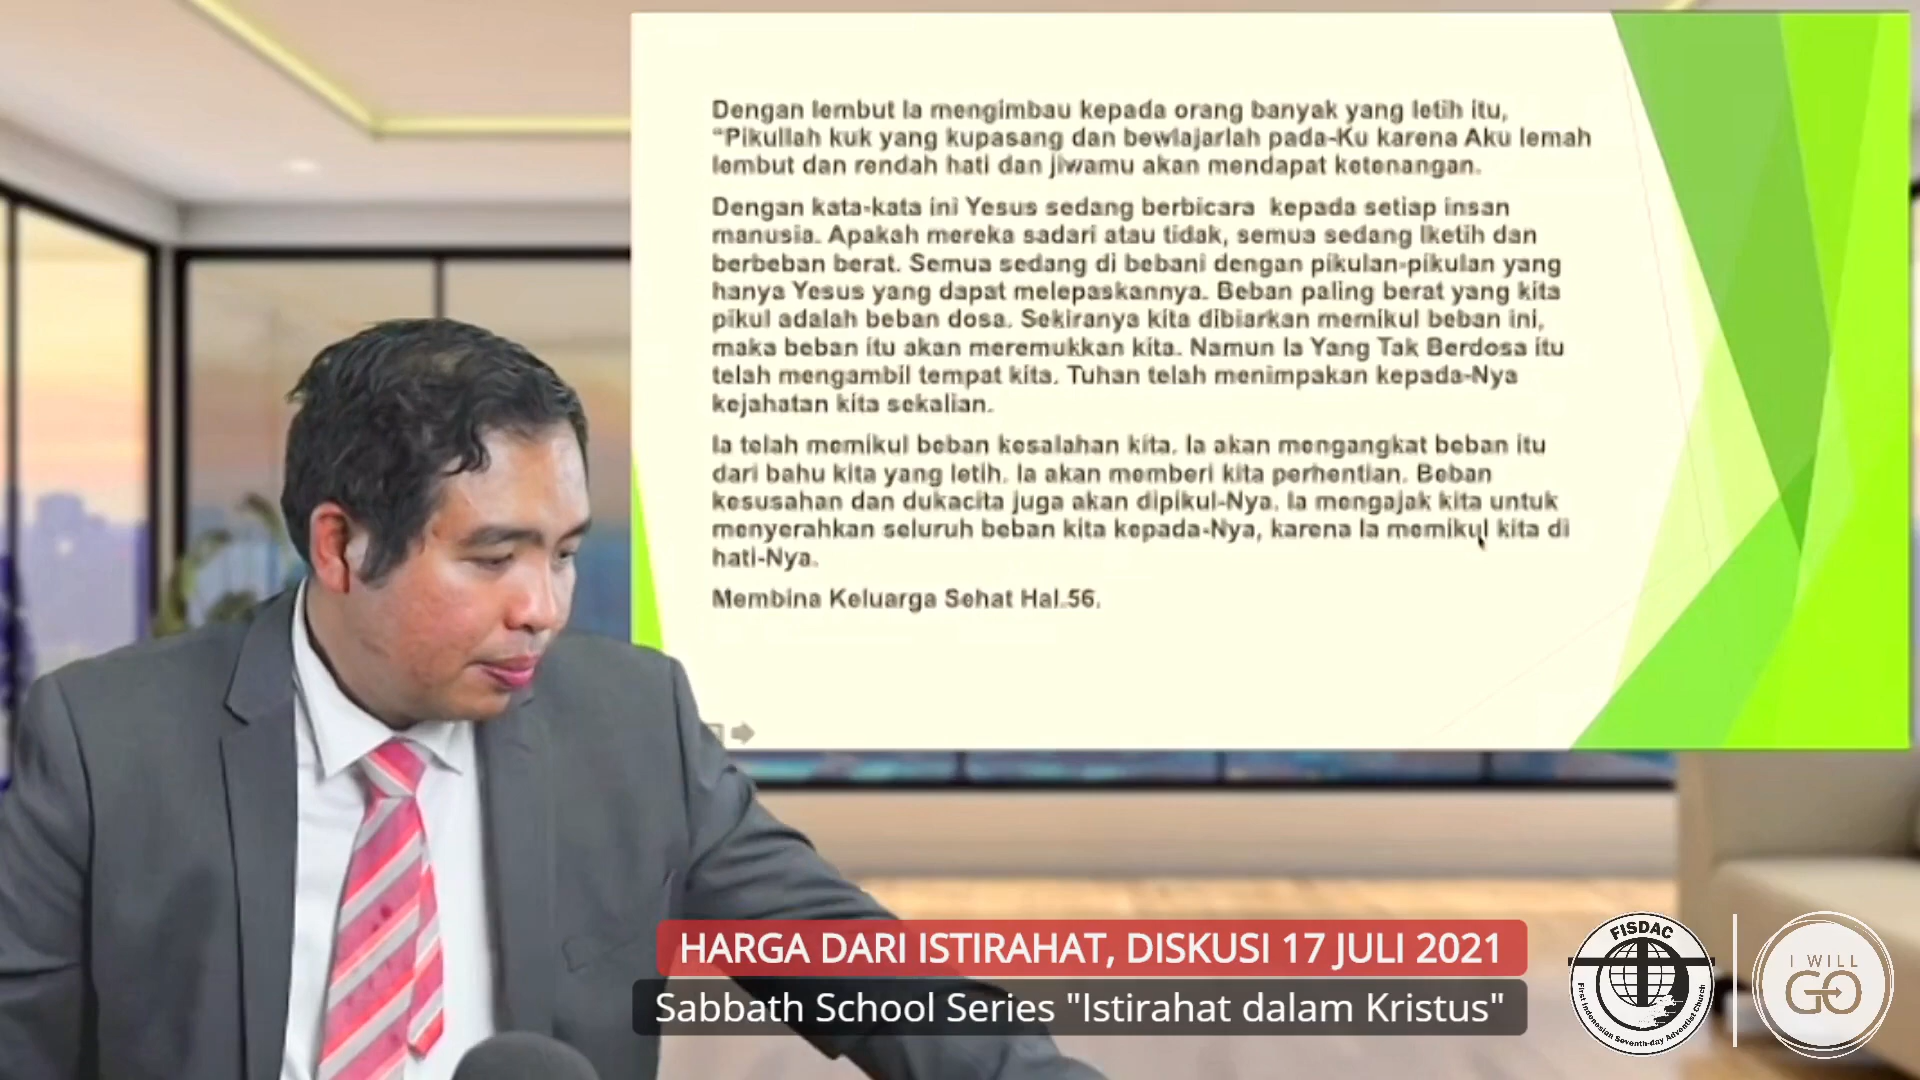 Dengan lembut Ia mengimbau kepada orang banyak yang letih itu,
“Pikullah kuk yang kupasang dan bewlajarlah pada-Ku karena Aku lemah
lembut dan rendah hati dan jiwamu akan mendapat ketenangan.
Dengan kata-kata ini Yesus sedang berbicara kepada setiap insan
manusia. Apakah mereka sadari atau tidak, semua sedang lketih dan
berbeban berat. Semua sedang di bebani dengan pikulan-pikulan yang
hanya Yesus yang dapat melepaskannya. Beban paling berat yang kita
pikul adalah beban dosa. Sekiranya kita dibiarkan memikul beban ini,
maka beban itu akan meremukkan kita. Namun Ia Yang Tak Berdosa itu
telah mengambil tempat kita. Tuhan telah menimpakan kepada-Nya
kejahatan kita sekalian.
Ia telah memikul beban kesalahan kita. Ia akan mengangkat beban itu
dari bahu kita yang letih. Ia akan memberi kita perhentian. Beban
kesusahan dan dukacita juga akan dipikul-Nya. Ia mengajak kita untuk
menyerahkan seluruh beban kita kepada-Nya, karena Ia memikul kita di
hati-Nya.
Membina Keluarga Sehat Hal.56.
HARGA DARI ISTIRAHAT, DISKUSI 17 JULI 2021
Sabbath School Series "Istirahat dalam Kristus"
FISDAC
First Indonesian Seventh-day Adventist Church
I WILL
GO